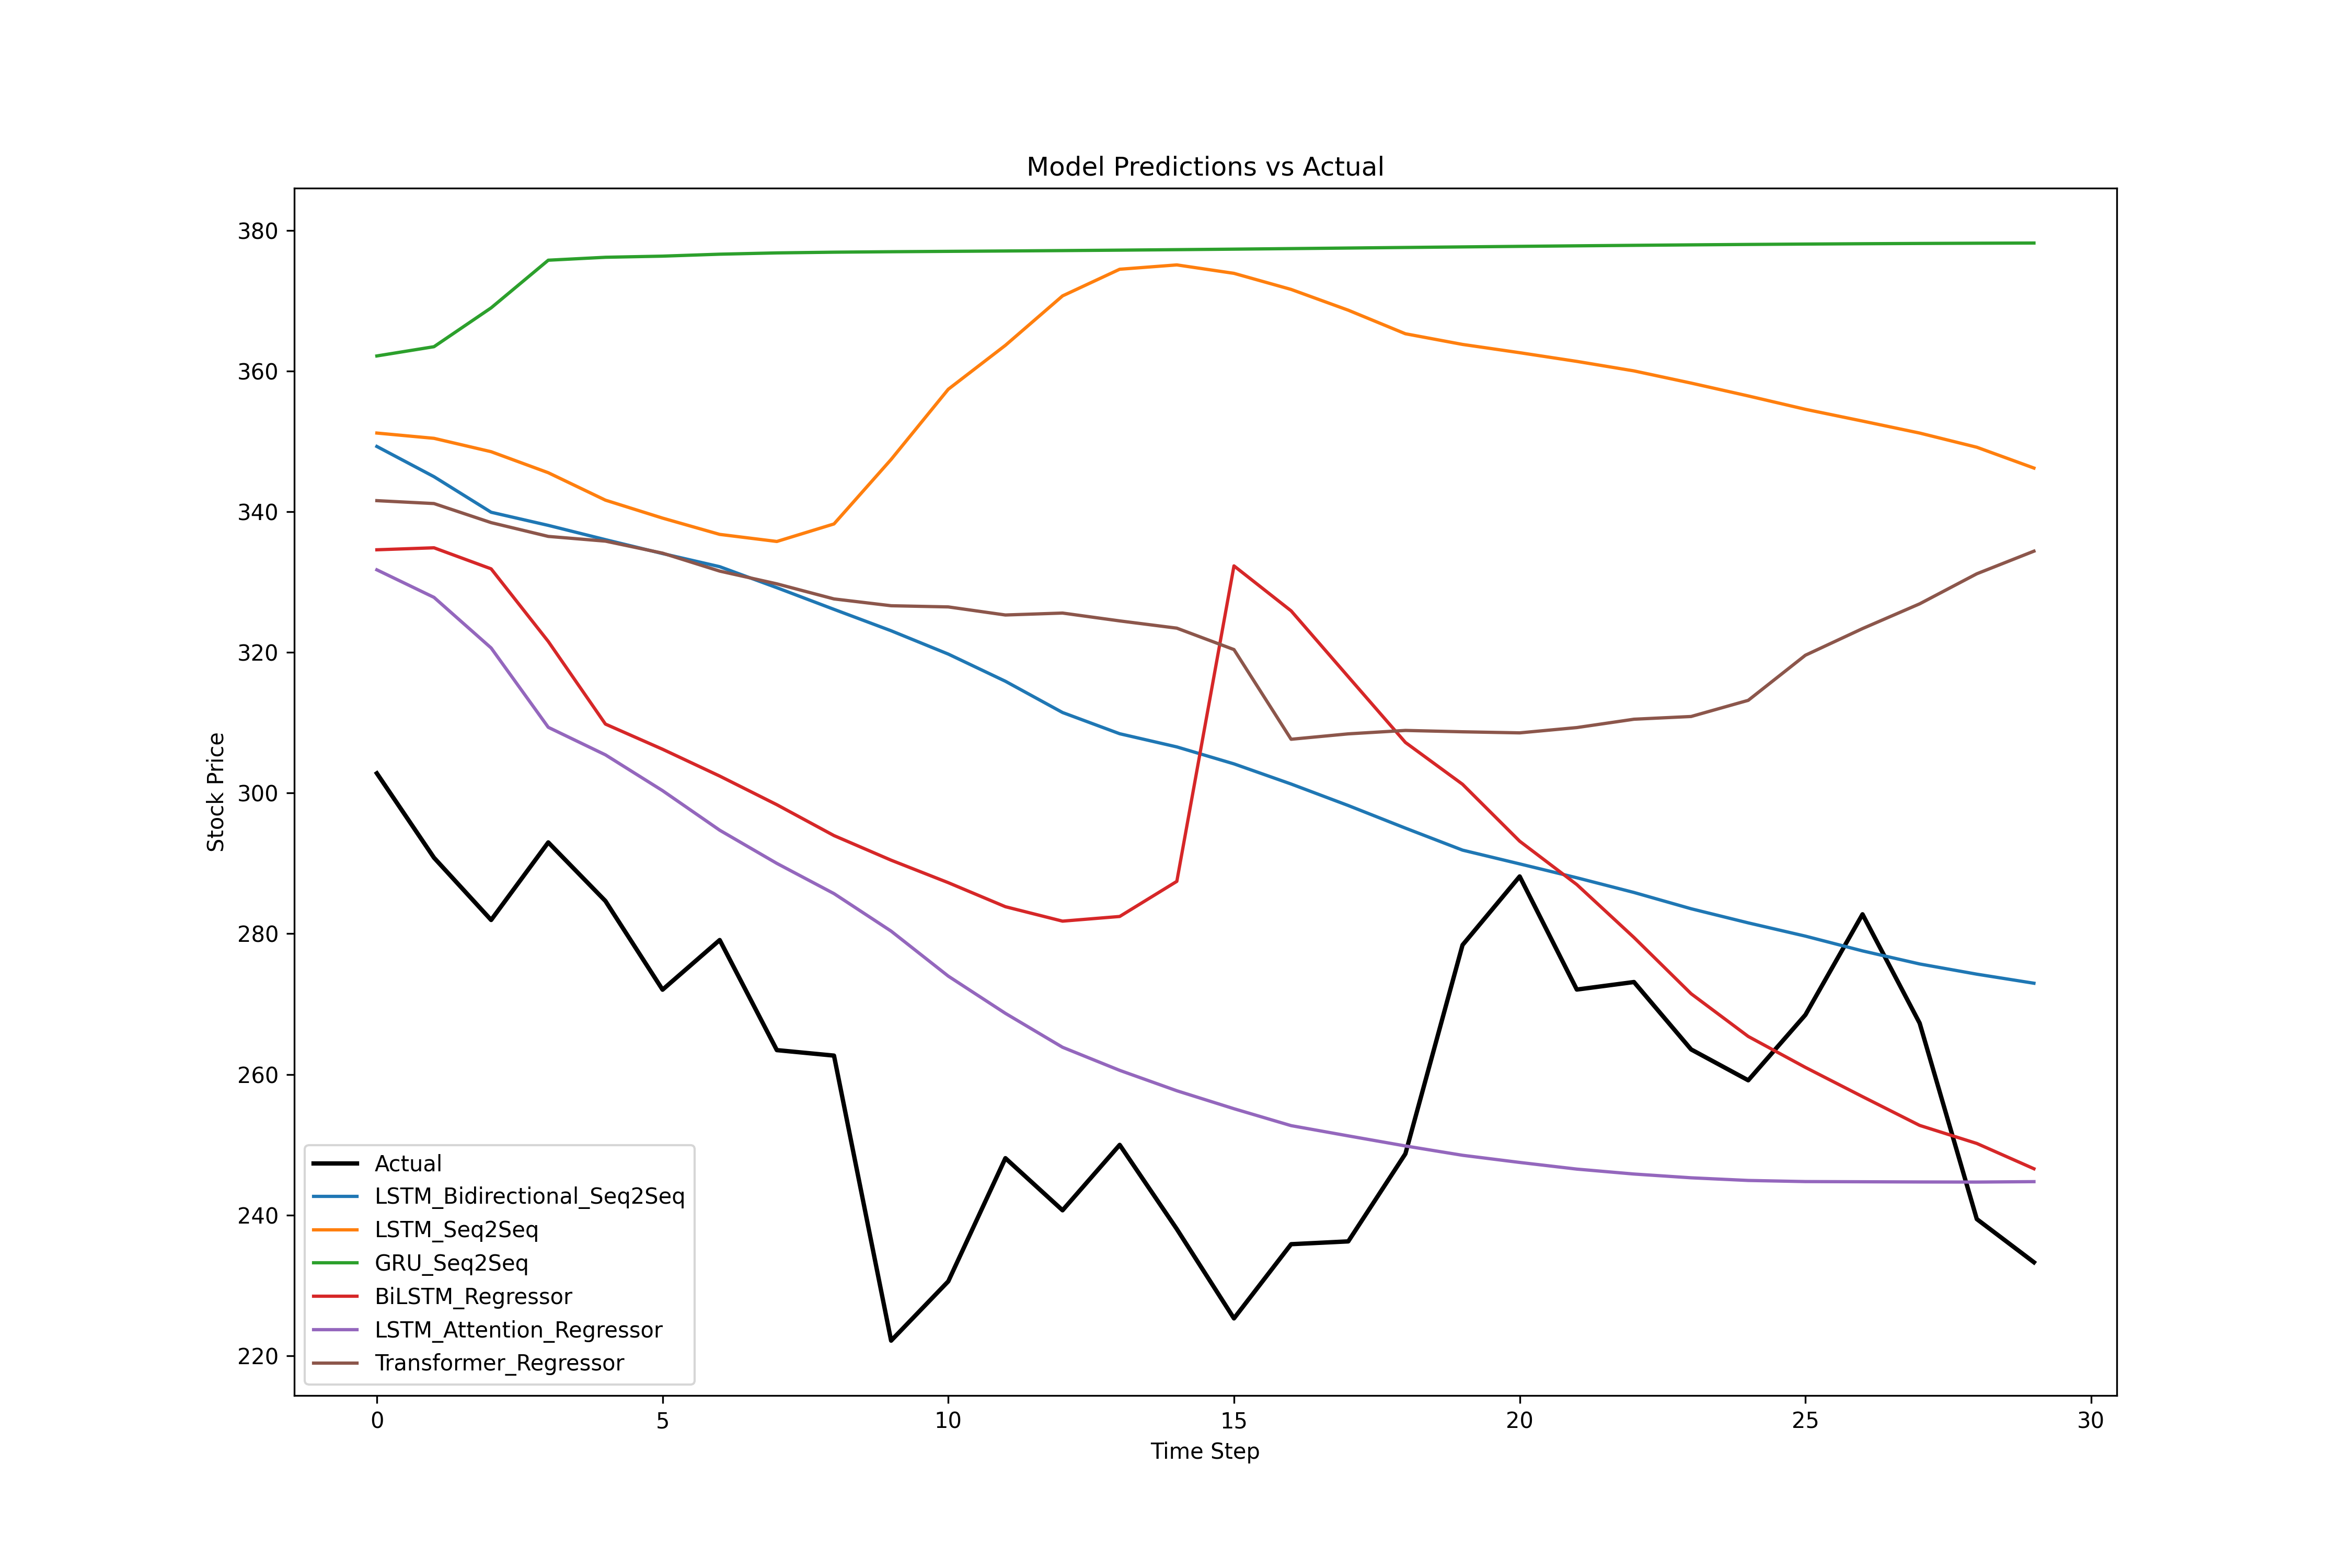 Model Predictions vs Actual
380
360
340
320
300
280
260
240
220
Stock Price
Actual
LSTM_Bidirectional_Seq2Seq
LSTM_Seq2Seq
GRU_Seq2Seq
BiLSTM_Regressor
LSTM_Attention_Regressor
Transformer_Regressor
0 5 10 15 20 25 30
Time Step